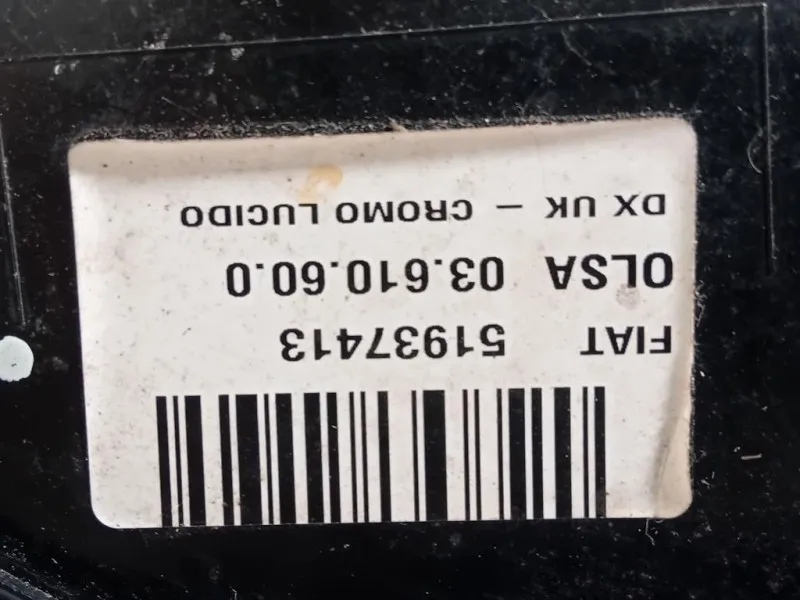 FIAT 51937413
OLSA 03.610.60.0
DX UK - CROMO LUCIDO